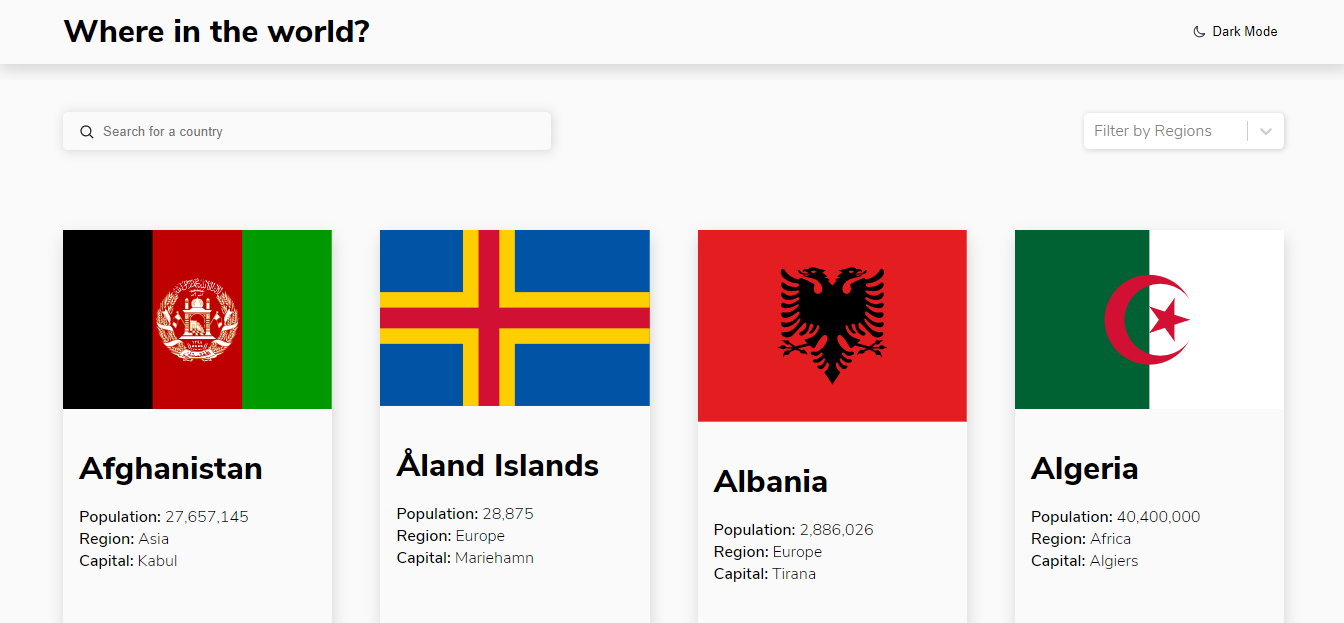 Where in the world?
Dark Mode
Search for a country
Filter by Regions
Afghanistan
Population: 27,657,145
Region: Asia
Capital: Kabul
Åland Islands
Population: 28,875
Region: Europe
Capital: Mariehamn
Albania
Population: 2,886,026
Region: Europe
Capital: Tirana
Algeria
Population: 40,400,000
Region: Africa
Capital: Algiers